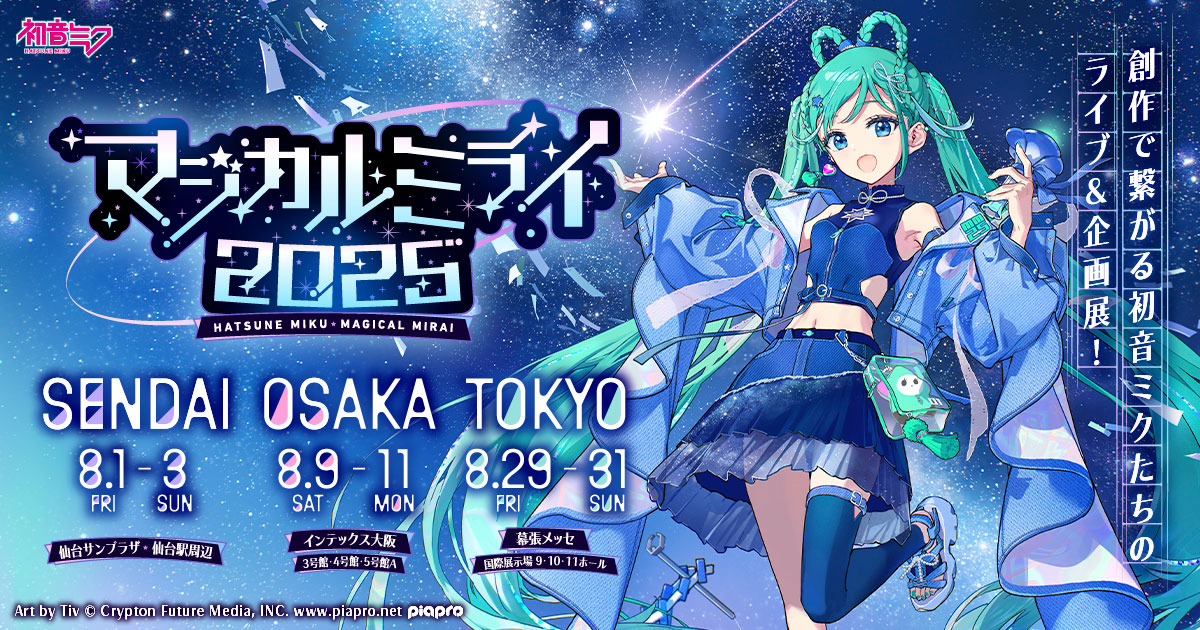 初音ミク
HATSUNE MIKU
マジカルミライ
2025
HATSUNE MIKU★MAGICAL MIRAI
SENDAI
8.1-3
FRI SUN
仙台サンプラザ★仙台駅周辺
OSAKA
8.9-11
SAT MON
インテックス大阪
3号館・4号館・5号館A
TOKYO
8.29-31
FRI SUN
幕張メッセ
国際展示場 9・10・11ホール
創作で繋がる初音ミクたちの
ライブ&企画展!
Art by Tiv © Crypton Future Media, INC. www.piapro.net piapro